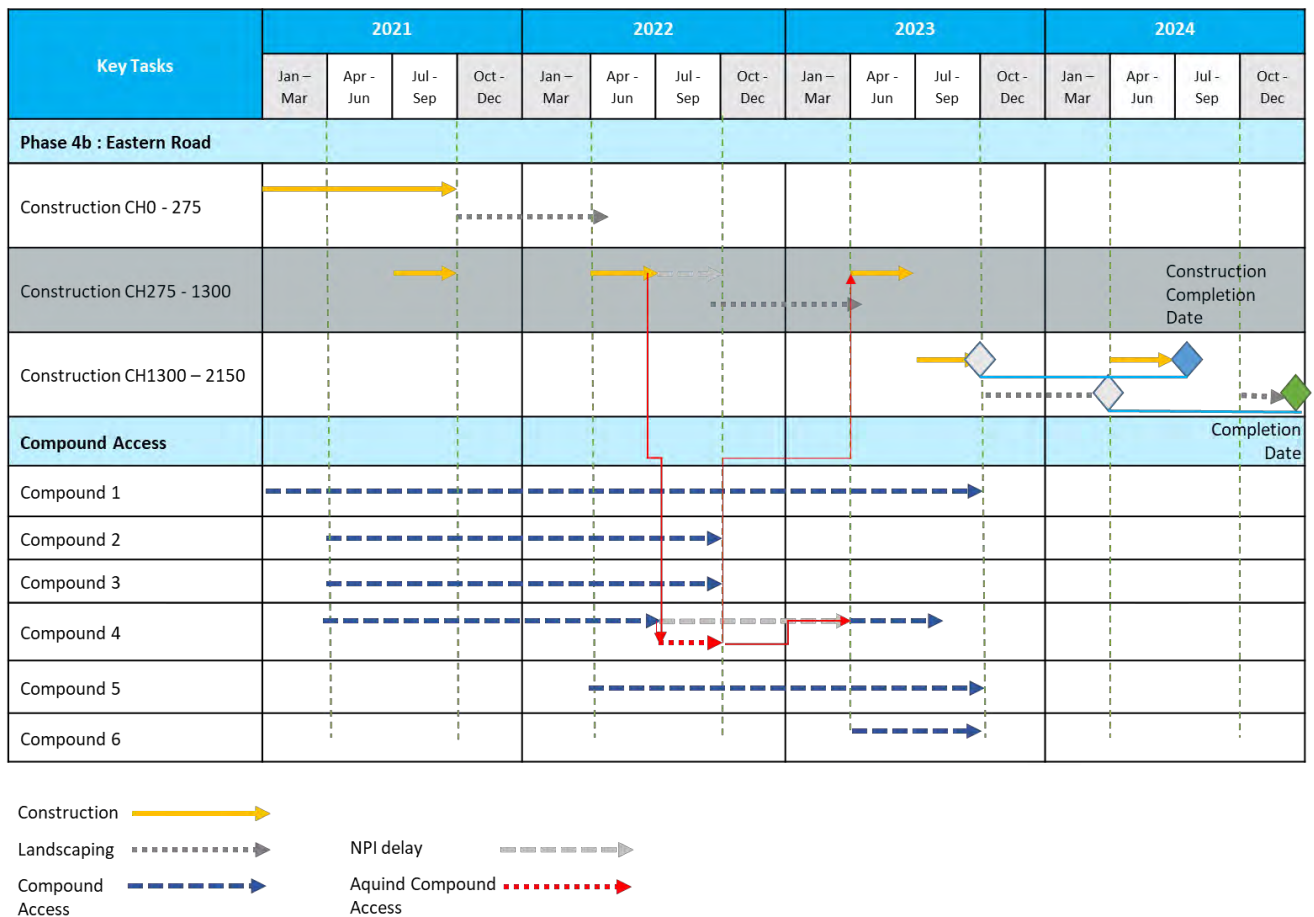 Key Tasks
2021
2022
2023
2024
Jan –
Mar
Apr -
Jun
Jul -
Sep
Oct -
Dec
Jan –
Mar
Apr -
Jun
Jul -
Sep
Oct -
Dec
Jan –
Mar
Apr -
Jun
Jul -
Sep
Oct -
Dec
Jan –
Mar
Apr -
Jun
Jul -
Sep
Oct -
Dec
Phase 4b : Eastern Road
Construction CH0 - 275
Construction CH275 - 1300
Construction
Completion
Date
Construction CH1300 – 2150
Compound Access
Completion
Date
Compound 1
Compound 2
Compound 3
Compound 4
Compound 5
Compound 6
Construction
Landscaping
NPI delay
Compound
Access
Aquind Compound
Access